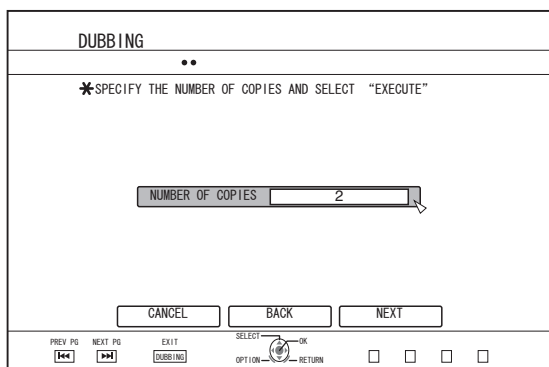 DUBBING
••
✱SPECIFY THE NUMBER OF COPIES AND SELECT “EXECUTE”
NUMBER OF COPIES 2
CANCEL BACK NEXT
PREV PG NEXT PG EXIT SELECT OK
DUBBING OPTION RETURN